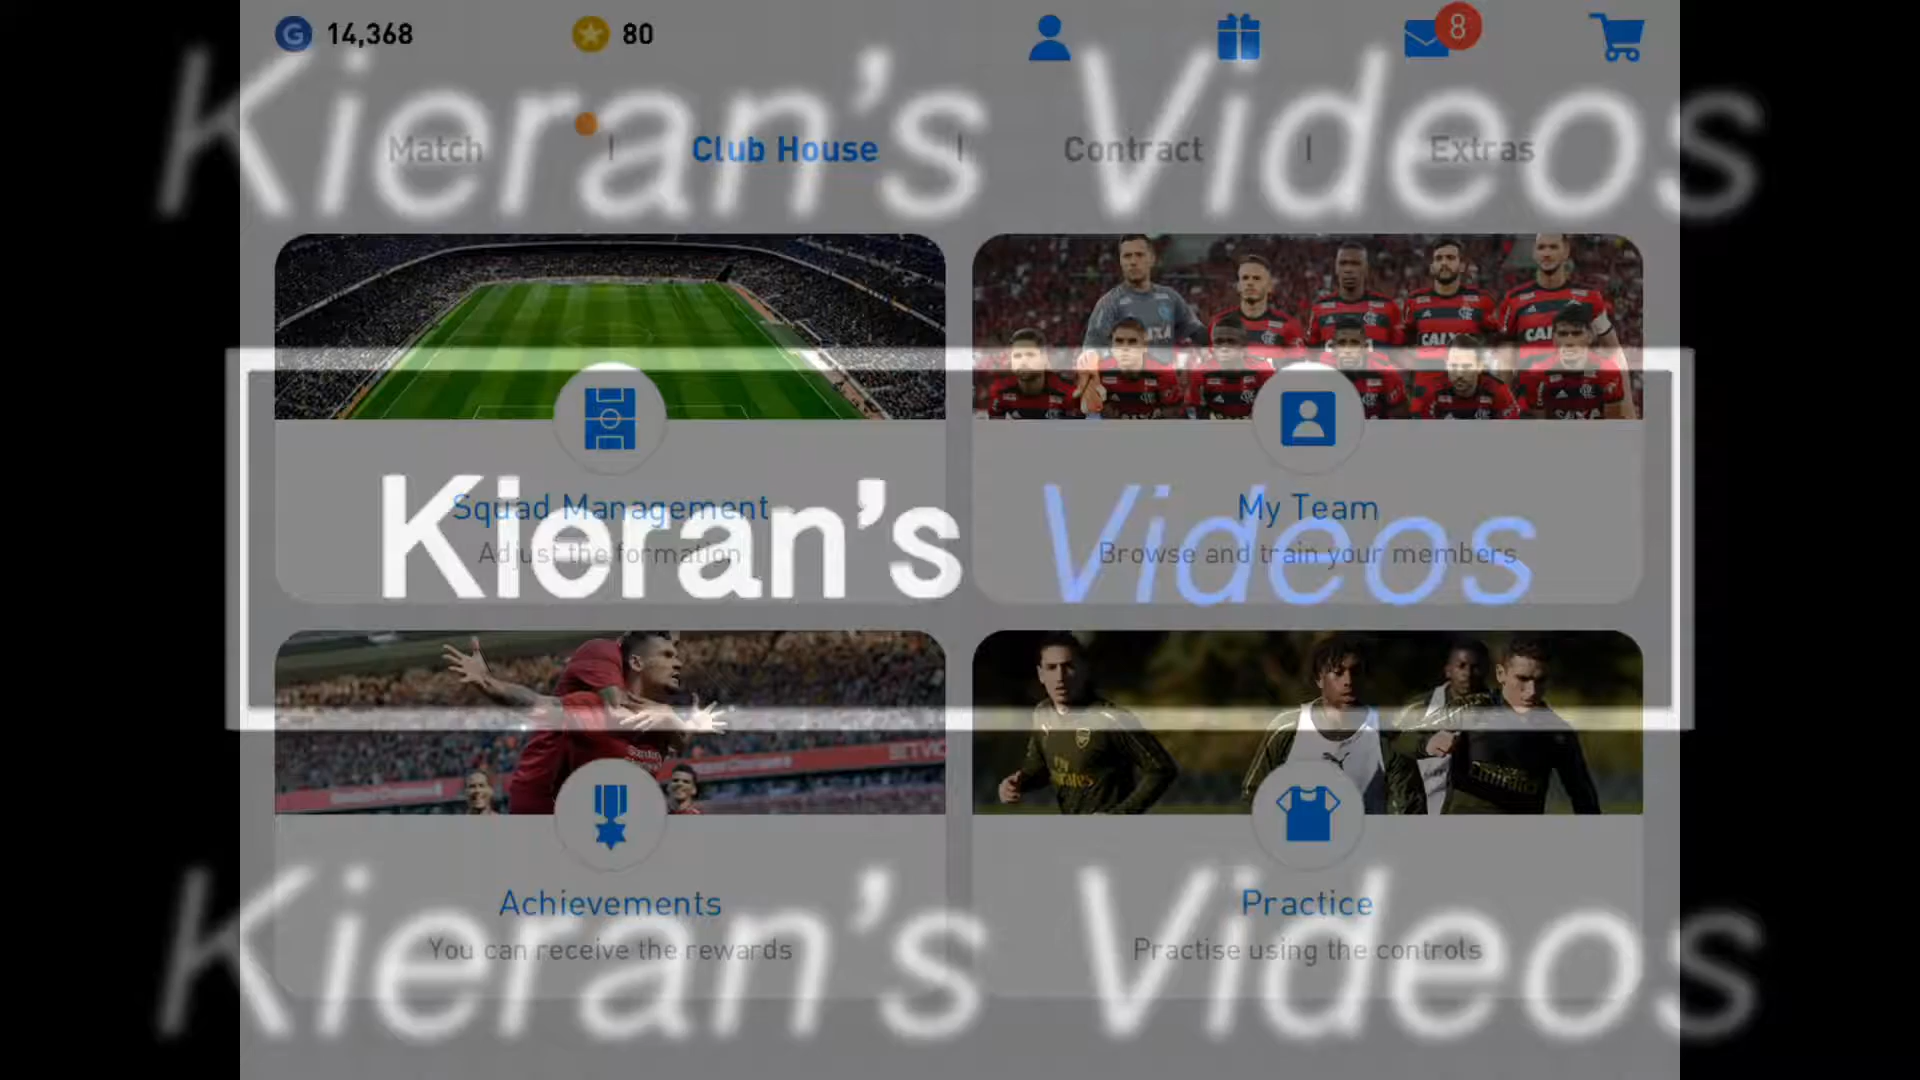 G 14,368 80 8
Kieran's Videos
Match | Club House | Contract | Extras
Squad Management
My Team
Kieran's Videos
Adjust the formation
Browse and train your members
Achievements
Practice
You can receive the rewards
Practise using the controls
Kieran's Videos